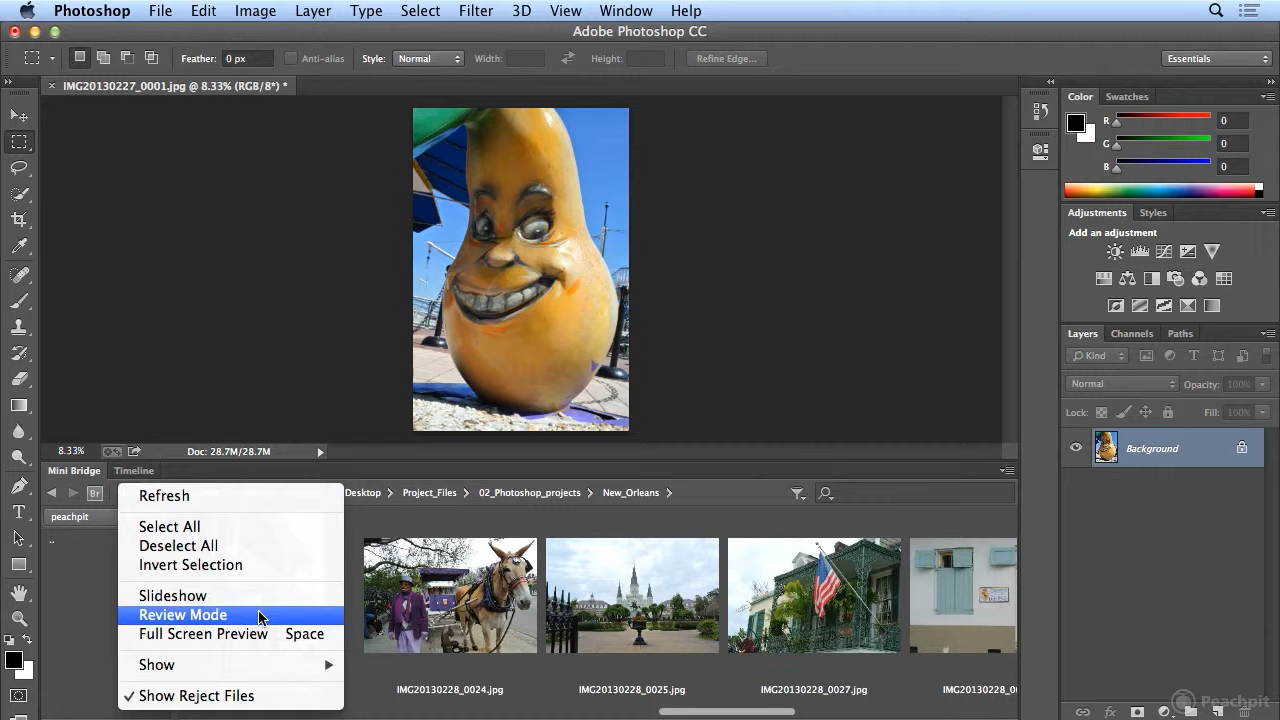 Photoshop File Edit Image Layer Type Select Filter 3D View Window Help
Adobe Photoshop CC
Feather: 0 px Anti-alias Style: Normal Width: Height: Refine Edge... Essentials
× IMG20130227_0001.jpg @ 8.33% (RGB/8*) *
Color Swatches
R 0
G 0
B 0
Adjustments Styles
Add an adjustment
Layers Channels Paths
Kind
Normal Opacity: 100%
Lock: Fill: 100%
Background
8.33% Doc: 28.7M/28.7M
Mini Bridge Timeline
Br Desktop Project_Files 02_Photoshop_projects New_Orleans
peachpit
..
Refresh
Select All
Deselect All
Invert Selection
Slideshow
Review Mode
Full Screen Preview Space
Show
✓ Show Reject Files
IMG20130228_0024.jpg IMG20130228_0025.jpg IMG20130228_0027.jpg
fx
Peachpit